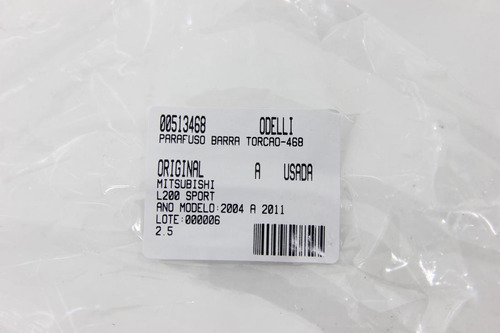 00513468 ODELLI
PARAFUSO BARRA TORCAO-468
ORIGINAL A USADA
MITSUBISHI
L200 SPORT
ANO MODELO:2004 A 2011
LOTE:000006
2.5